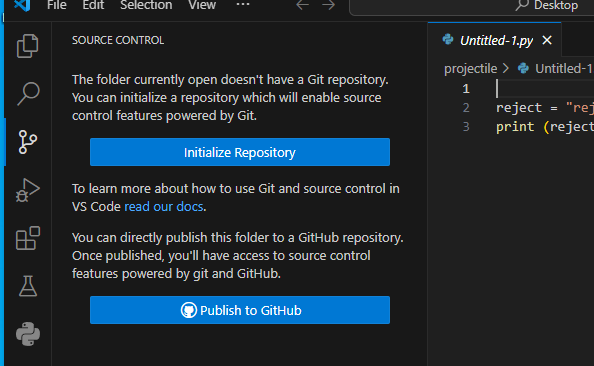 File Edit Selection View ...
Desktop
SOURCE CONTROL
Untitled-1.py
The folder currently open doesn't have a Git repository.
You can initialize a repository which will enable source
control features powered by Git.
Initialize Repository
To learn more about how to use Git and source control in
VS Code read our docs.
You can directly publish this folder to a GitHub repository.
Once published, you'll have access to source control
features powered by git and GitHub.
Publish to GitHub
projectile > Untitled-1
1
2 reject = "rej
3 print (reject